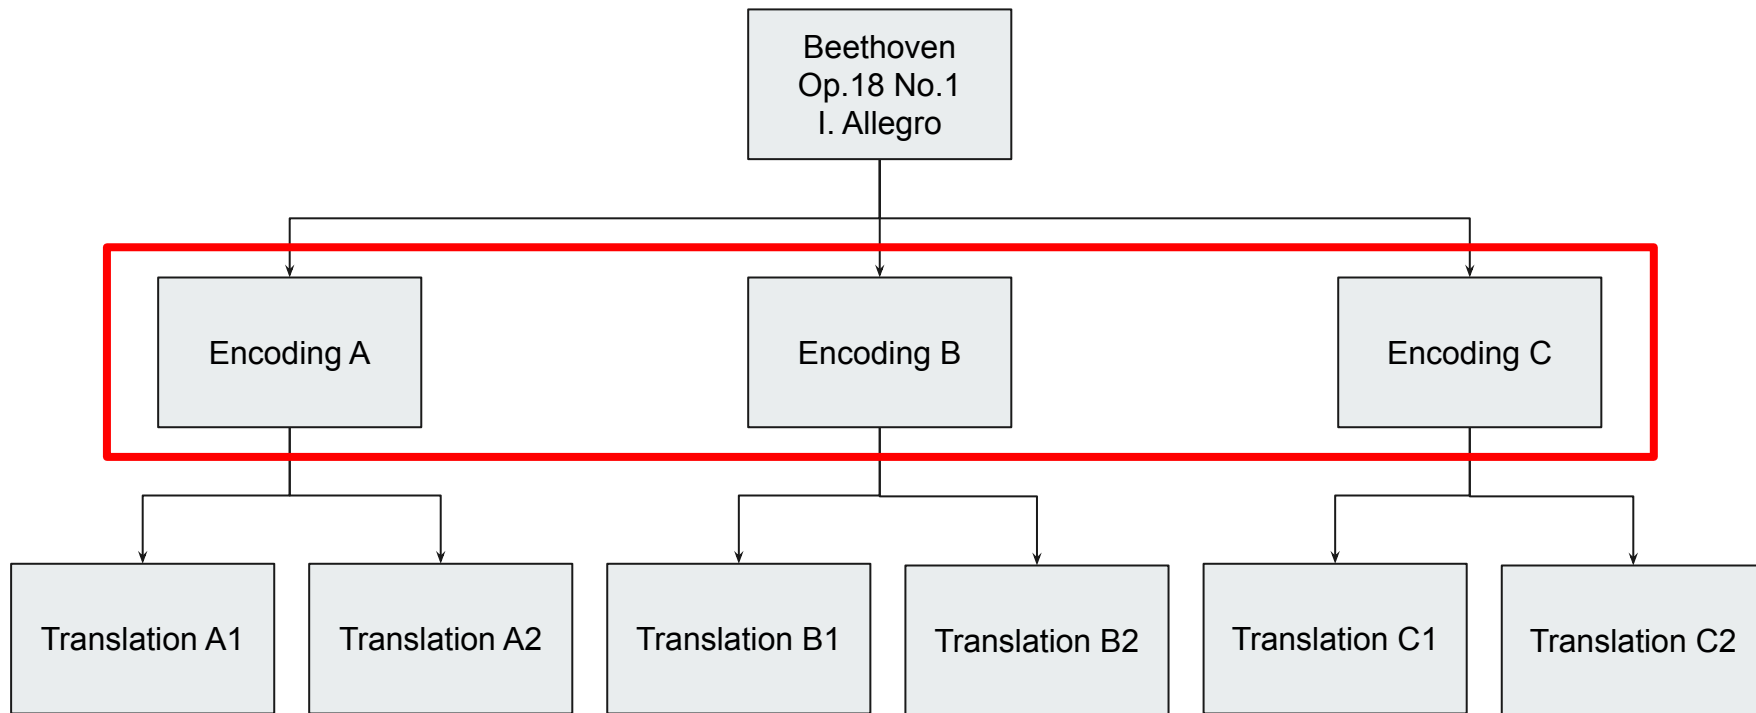 Beethoven
Op.18 No.1
I. Allegro
Encoding A
Encoding B
Encoding C
Translation A1
Translation A2
Translation B1
Translation B2
Translation C1
Translation C2